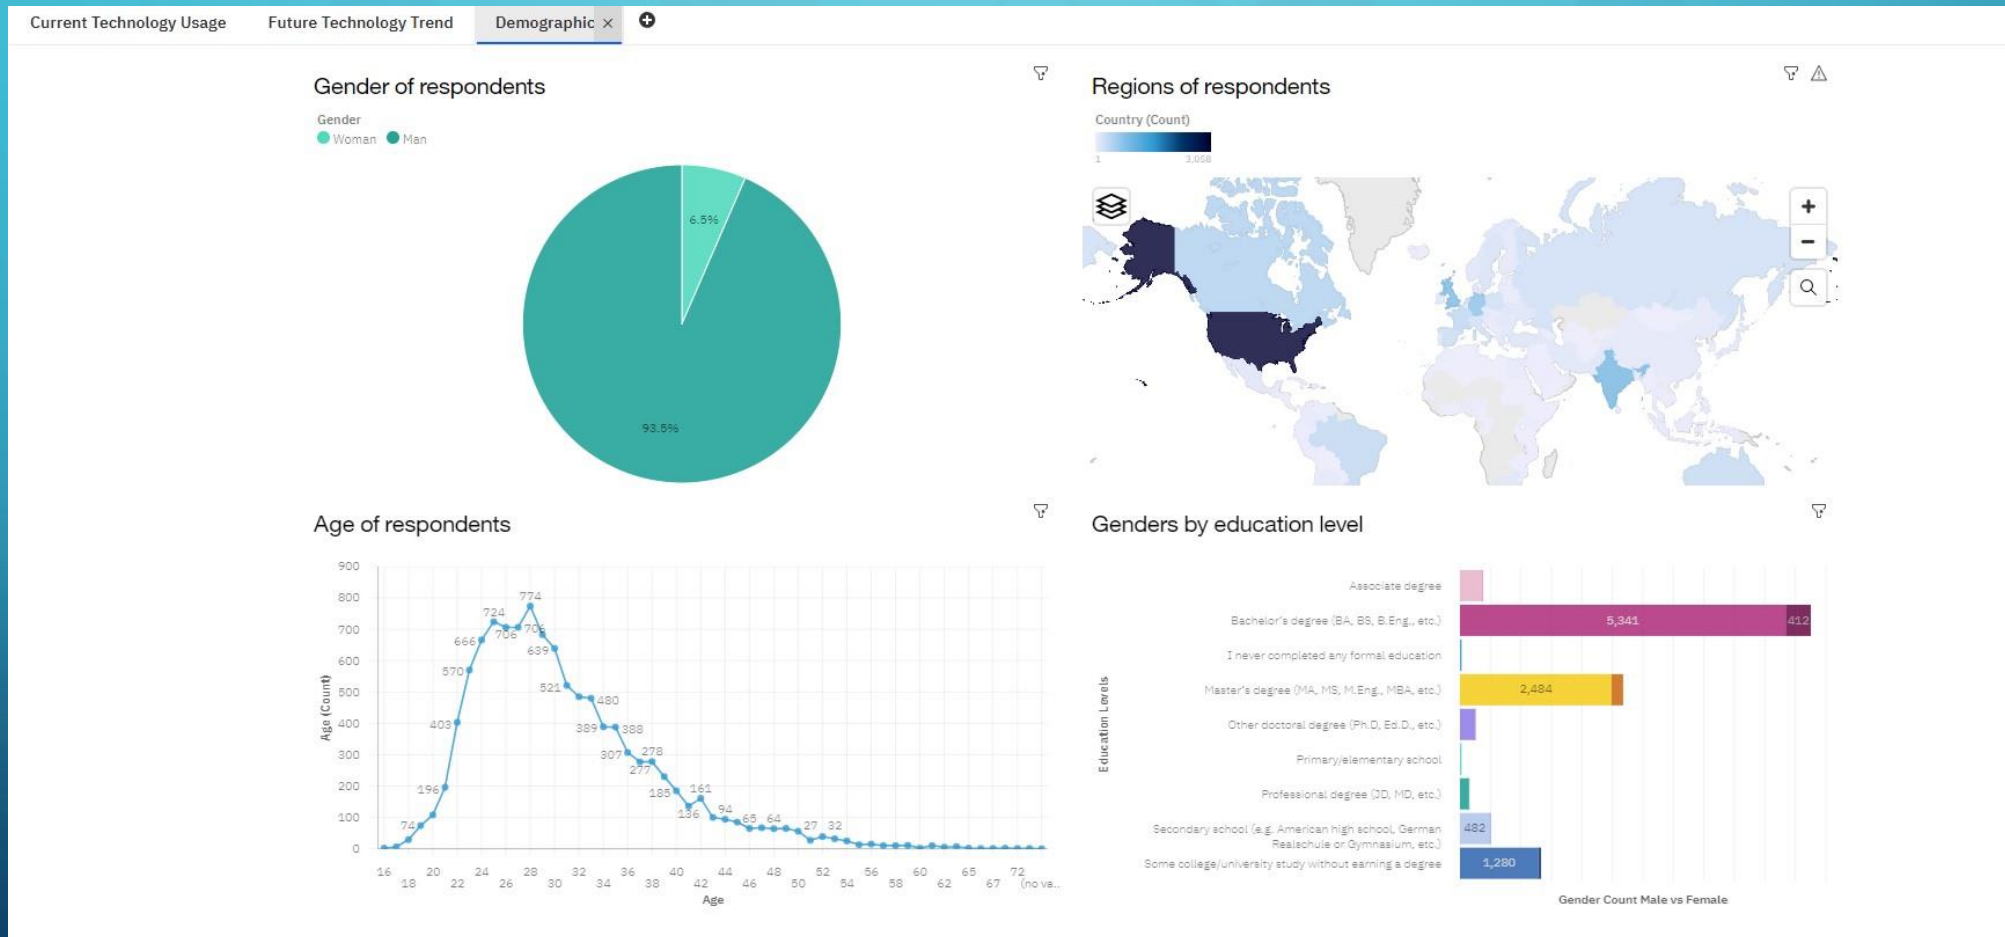 Current Technology Usage
Future Technology Trend
Demographic
Gender of respondents
Gender
Woman
Man
6.5%
93.5%
Regions of respondents
Country (Count)
1
3,058
Age of respondents
Age (Count)
900
800
700
600
500
400
300
200
100
0
74
196
403
570
666
724
706
774
706
639
521
480
389
388
307
277
278
185
136
161
94
65
64
27
32
16
18
20
22
24
26
28
30
32
34
36
38
40
42
44
46
48
50
52
54
56
58
60
62
65
67
72
(no va..
Age
Genders by education level
Education Levels
Associate degree
Bachelor's degree (BA, BS, B.Eng., etc.)
5,341
412
I never completed any formal education
Master's degree (MA, MS, M.Eng., MBA, etc.)
2,484
Other doctoral degree (Ph.D, Ed.D., etc.)
Primary/elementary school
Professional degree (JD, MD, etc.)
Secondary school (e.g. American high school, German
Realschule or Gymnasium, etc.)
482
Some college/university study without earning a degree
1,280
Gender Count Male vs Female